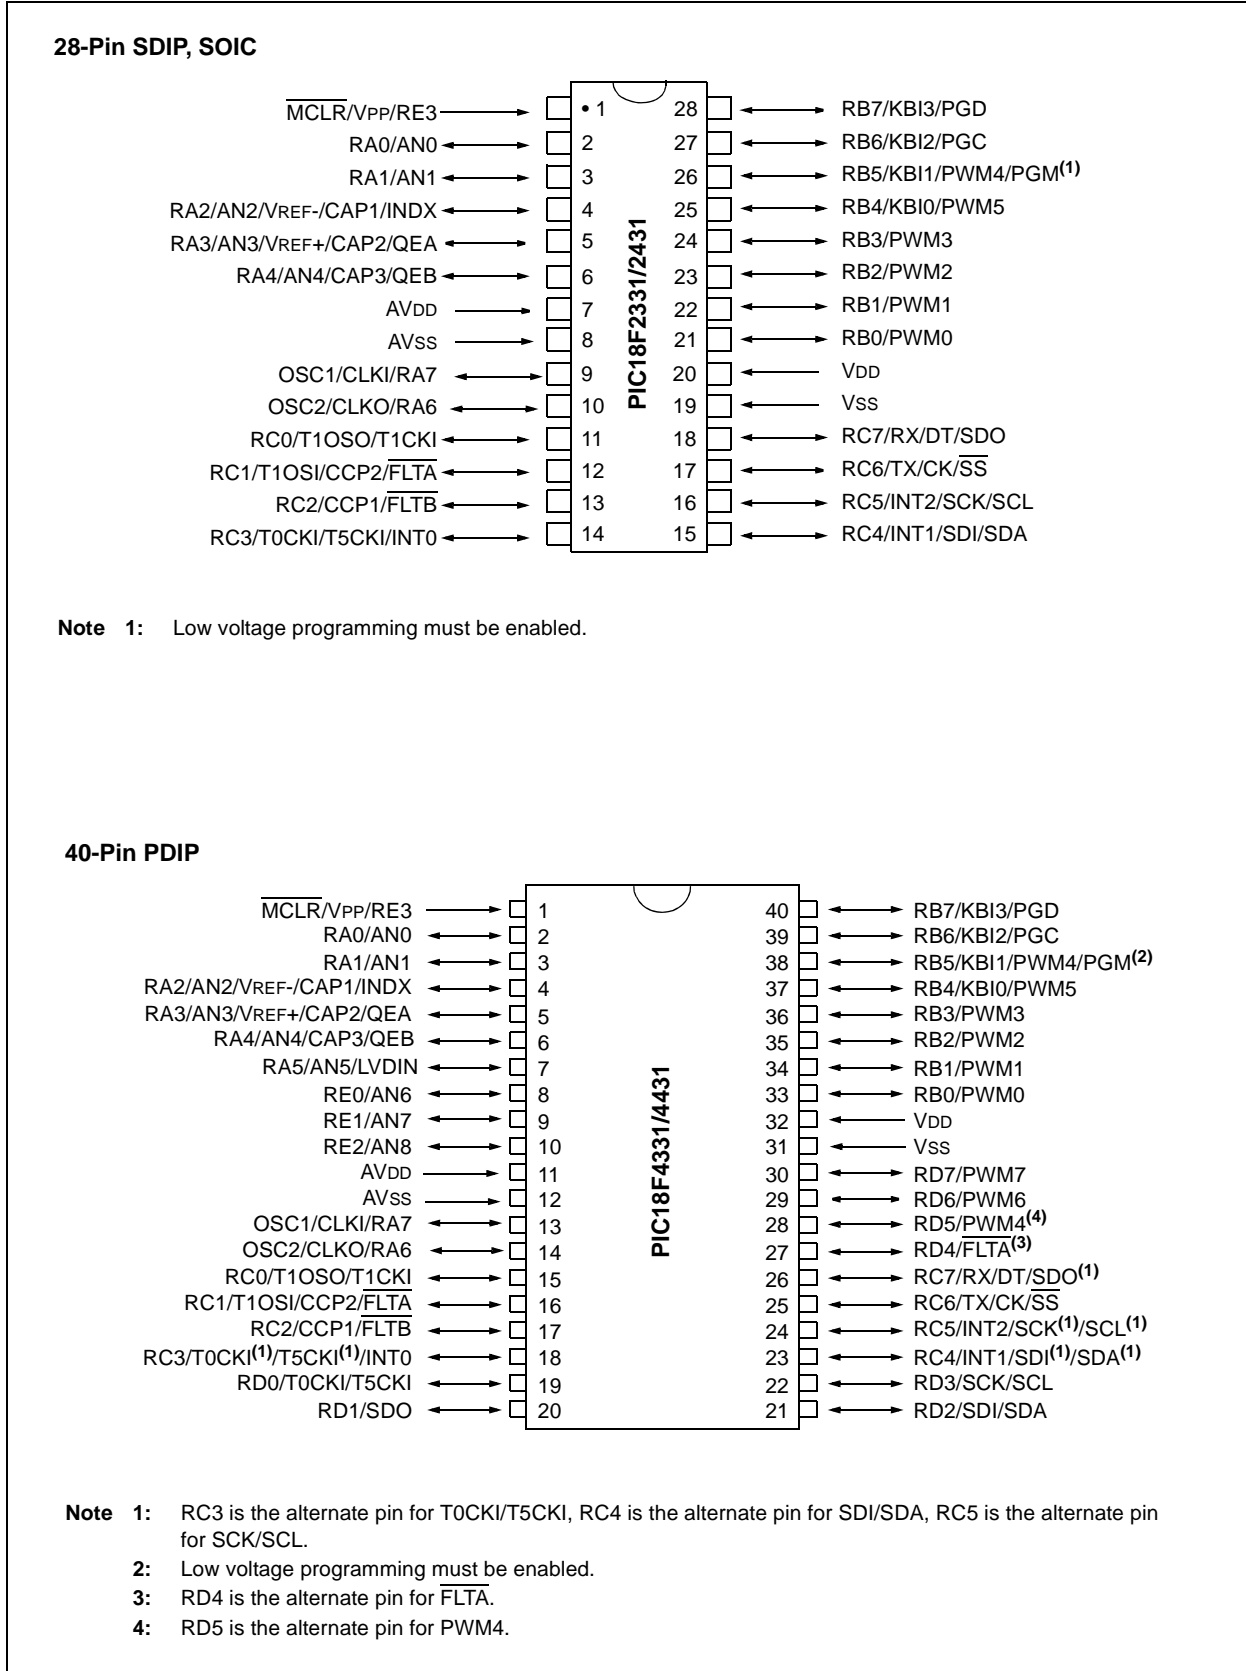 28-Pin SDIP, SOIC
MCLR/VPP/RE3 • 1 28 RB7/KBI3/PGD
RA0/AN0 2 27 RB6/KBI2/PGC
RA1/AN1 3 26 RB5/KBI1/PWM4/PGM(1)
RA2/AN2/VREF-/CAP1/INDX 4 25 RB4/KBI0/PWM5
RA3/AN3/VREF+/CAP2/QEA 5 24 RB3/PWM3
RA4/AN4/CAP3/QEB 6 23 RB2/PWM2
AVDD 7 22 RB1/PWM1
AVSS 8 21 RB0/PWM0
OSC1/CLKI/RA7 9 20 VDD
OSC2/CLKO/RA6 10 19 VSS
RC0/T1OSO/T1CKI 11 18 RC7/RX/DT/SDO
RC1/T1OSI/CCP2/FLTA 12 17 RC6/TX/CK/SS
RC2/CCP1/FLTB 13 16 RC5/INT2/SCK/SCL
RC3/T0CKI/T5CKI/INT0 14 15 RC4/INT1/SDI/SDA
PIC18F2331/2431
Note 1: Low voltage programming must be enabled.
40-Pin PDIP
MCLR/VPP/RE3 1 40 RB7/KBI3/PGD
RA0/AN0 2 39 RB6/KBI2/PGC
RA1/AN1 3 38 RB5/KBI1/PWM4/PGM(2)
RA2/AN2/VREF-/CAP1/INDX 4 37 RB4/KBI0/PWM5
RA3/AN3/VREF+/CAP2/QEA 5 36 RB3/PWM3
RA4/AN4/CAP3/QEB 6 35 RB2/PWM2
RA5/AN5/LVDIN 7 34 RB1/PWM1
RE0/AN6 8 33 RB0/PWM0
RE1/AN7 9 32 VDD
RE2/AN8 10 31 VSS
AVDD 11 30 RD7/PWM7
AVSS 12 29 RD6/PWM6
OSC1/CLKI/RA7 13 28 RD5/PWM4(4)
OSC2/CLKO/RA6 14 27 RD4/FLTA(3)
RC0/T1OSO/T1CKI 15 26 RC7/RX/DT/SDO(1)
RC1/T1OSI/CCP2/FLTA 16 25 RC6/TX/CK/SS
RC2/CCP1/FLTB 17 24 RC5/INT2/SCK(1)/SCL(1)
RC3/T0CKI(1)/T5CKI(1)/INT0 18 23 RC4/INT1/SDI(1)/SDA(1)
RD0/T0CKI/T5CKI 19 22 RD3/SCK/SCL
RD1/SDO 20 21 RD2/SDI/SDA
PIC18F4331/4431
Note 1: RC3 is the alternate pin for T0CKI/T5CKI, RC4 is the alternate pin for SDI/SDA, RC5 is the alternate pin
for SCK/SCL.
2: Low voltage programming must be enabled.
3: RD4 is the alternate pin for FLTA.
4: RD5 is the alternate pin for PWM4.